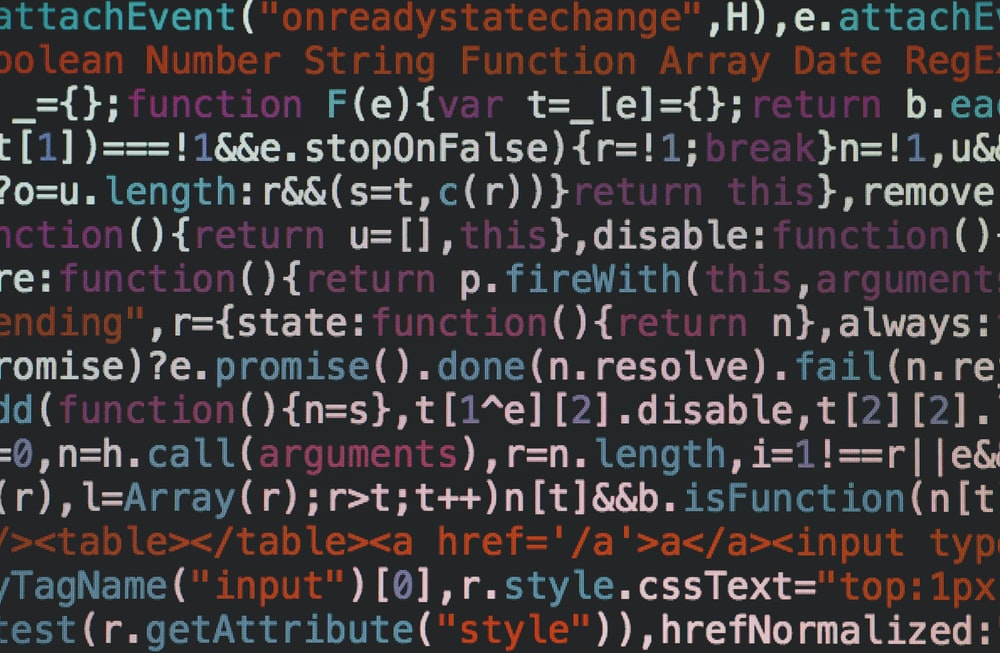 attachEvent("onreadystatechange",H),e.attachE
oolean Number String Function Array Date RegE
_={};function F(e){var t=_[e]={};return b.ea
t[1])===!1&&e.stopOnFalse){r=!1;break}n=!1,u&
?o=u.length:r&&(s=t,c(r))}return this},remove
nction(){return u=[],this},disable:function()
re:function(){return p.fireWith(this,argument
ending",r={state:function(){return n},always:
romise)?e.promise().done(n.resolve).fail(n.re
dd(function(){n=s},t[1^e][2].disable,t[2][2].
=0,n=h.call(arguments),r=n.length,i=1!==r||e&
(r),l=Array(r);r>t;t++)n[t]&&b.isFunction(n[t
/><table></table><a href='/a'>a</a><input typ
yTagName("input")[0],r.style.cssText="top:1px
test(r.getAttribute("style")),hrefNormalized: